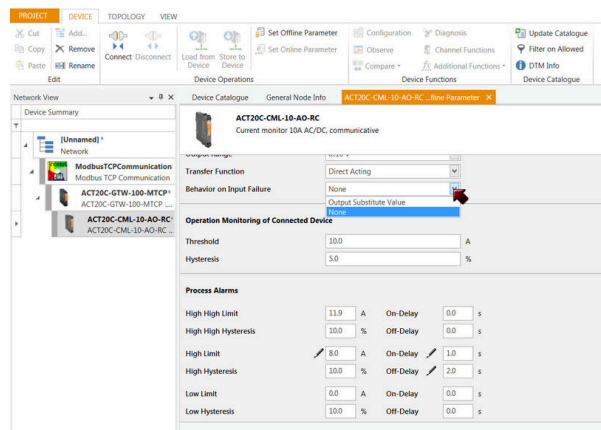 PROJECT DEVICE TOPOLOGY VIEW
Cut Add... Set Offline Parameter Configuration Diagnosis Update Catalogue
Copy Remove Connect Disconnect Load from Device Store to Device Set Online Parameter Observe Channel Functions Filter on Allowed
Paste Rename Compare Additional Functions DTM Info
Edit Device Operations Device Functions Device Catalogue
Network View Device Catalogue General Node Info ACT20C-CML-10-AO-RC ...fline Parameter
Device Summary
ACT20C-CML-10-AO-RC
Current monitor 10A AC/DC, communicative
[Unnamed]*
Network
ModbusTCPCommunication
Modbus TCP Communication
ACT20C-GTW-100-MTCP*
ACT20C-GTW-100-MTCP ....
ACT20C-CML-10-AO-RC*
ACT20C-CML-10-AO-RC ...
Output Range
Transfer Function Direct Acting
Behavior on Input Failure None
Output Substitute Value
None
Operation Monitoring of Connected Device
Threshold 10.0 A
Hysteresis 5.0 %
Process Alarms
High High Limit 11.9 A On-Delay 0.0 s
High High Hysteresis 10.0 % Off-Delay 0.0 s
High Limit 8.0 A On-Delay 1.0 s
High Hysteresis 10.0 % Off-Delay 2.0 s
Low Limit 0.0 A On-Delay 0.0 s
Low Hysteresis 10.0 % Off-Delay 0.0 s